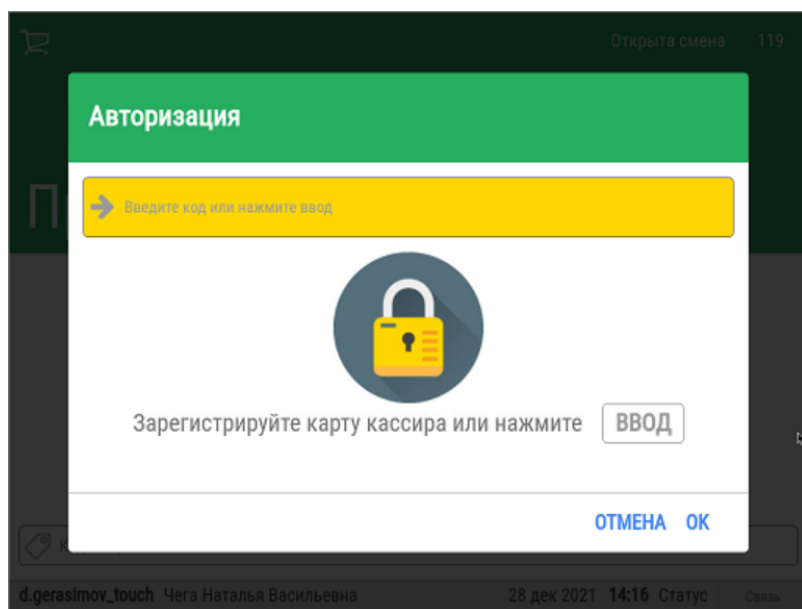 Открыта смена 119
Авторизация
Введите код или нажмите ввод
Зарегистрируйте карту кассира или нажмите ВВОД
ОТМЕНА ОК
d.gerasimov_touch Чега Наталья Васильевна 28 дек 2021 14:16 Статус Связь